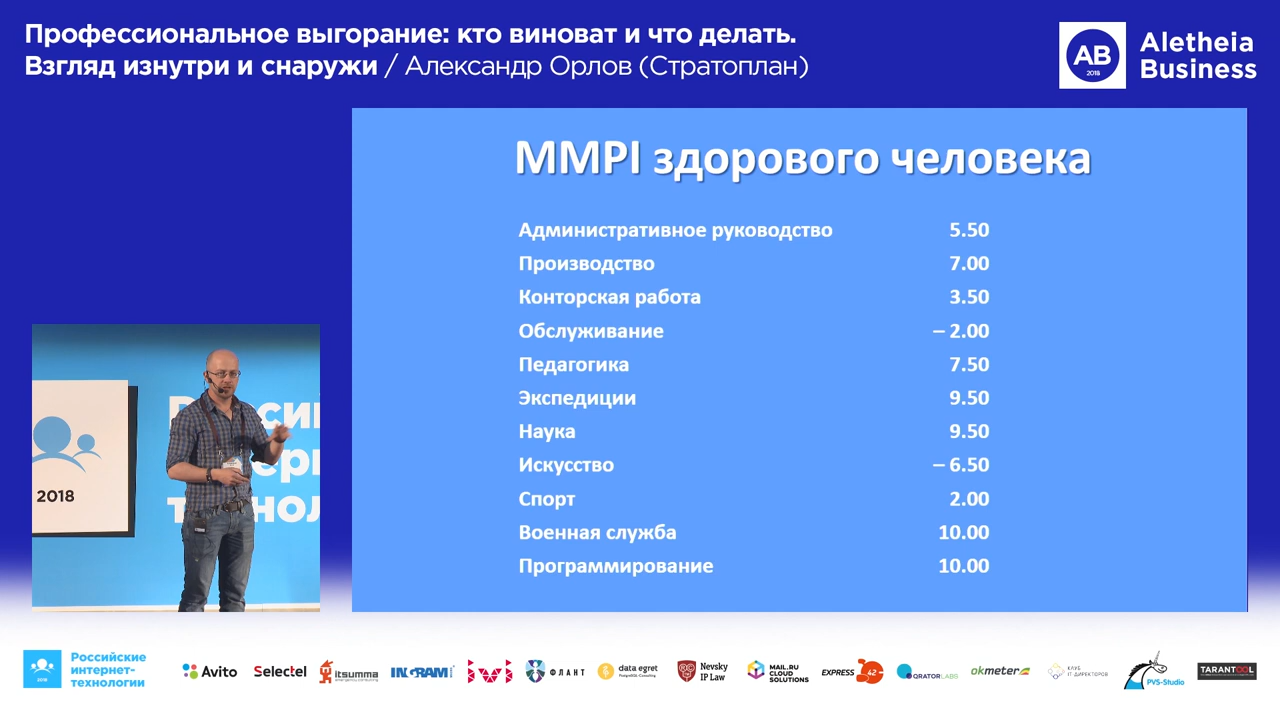 Профессиональное выгорание: кто виноват и что делать.
Взгляд изнутри и снаружи / Александр Орлов (Стратоплан)
AB
2018
Aletheia
Business
MMPI здорового человека
Административное руководство 5.50
Производство 7.00
Конторская работа 3.50
Обслуживание – 2.00
Педагогика 7.50
Экспедиции 9.50
Наука 9.50
Искусство – 6.50
Спорт 2.00
Военная служба 10.00
Программирование 10.00
2018
Российские
интернет-
технологии
Avito
Selectel
itsumma
INGRAM
ФЛАНТ
data egret
Nevsky
IP Law
MAIL.RU
CLOUD
SOLUTIONS
EXPRESS 42
QRATOR LABS
okmeter
КЛУБ
IT ДИРЕКТОРОВ
PVS-Studio
TARANTOOL